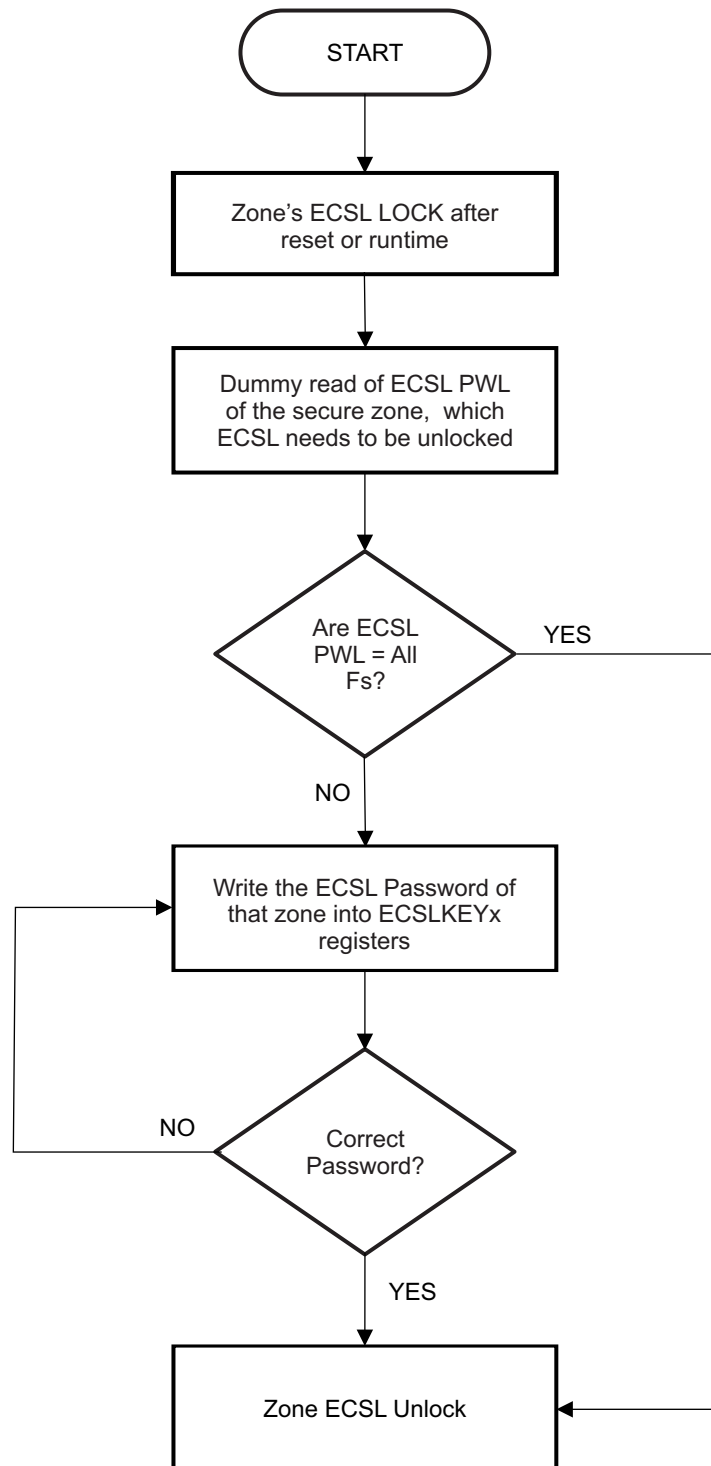 START
Zone's ECSL LOCK after
reset or runtime
Dummy read of ECSL PWL
of the secure zone, which
ECSL needs to be unlocked
Are ECSL
PWL = All
Fs?
YES
NO
Write the ECSL Password of
that zone into ECSLKEYx
registers
NO
Correct
Password?
YES
Zone ECSL Unlock